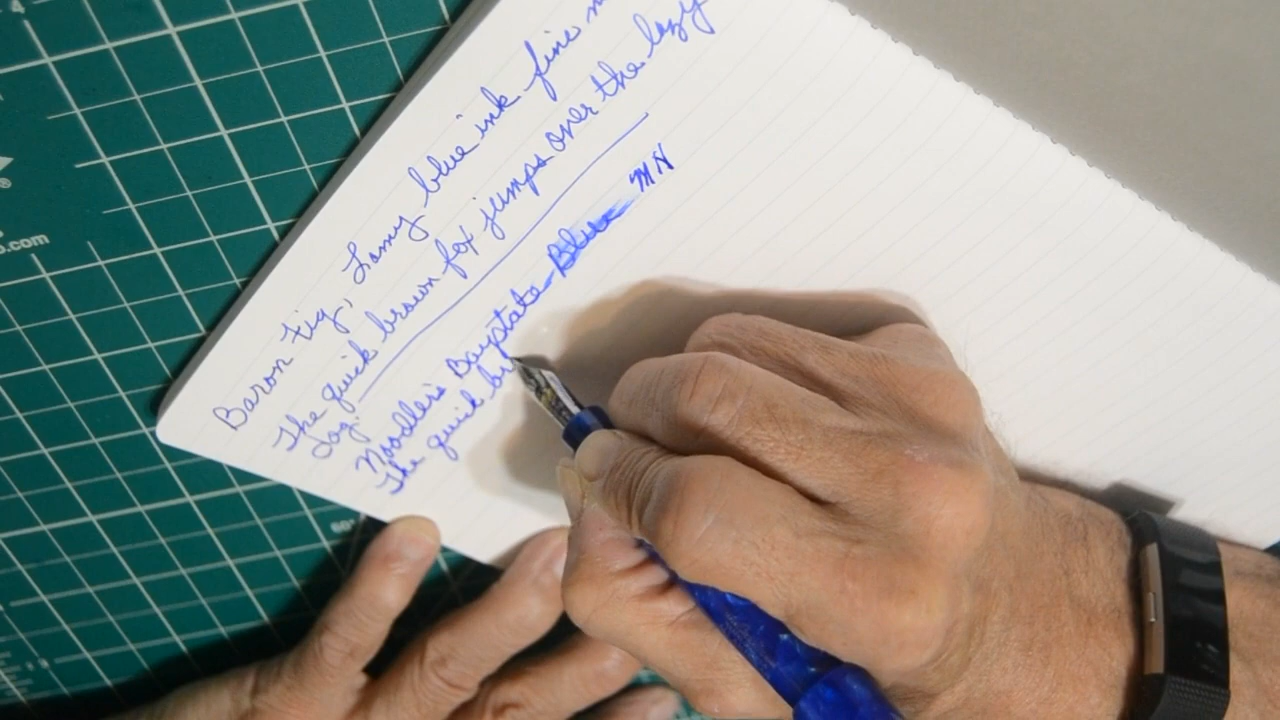 Baron Fig, Lamy blue ink fine
The quick brown fox jumps over the lazy
dog.
Noodler's Baystate Blue MN
The quick br